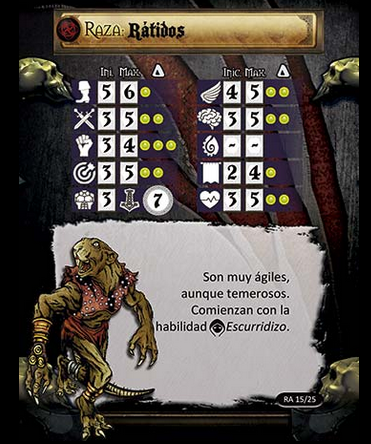 Raza: Rátidos
Ini. Max. Inic. Max.
5 6 4 5
3 5 3 5
3 4 - -
3 5 2 4
3 7 3 5
Son muy ágiles,
aunque temerosos.
Comienzan con la
habilidad Escurridizo.
RA 15/25